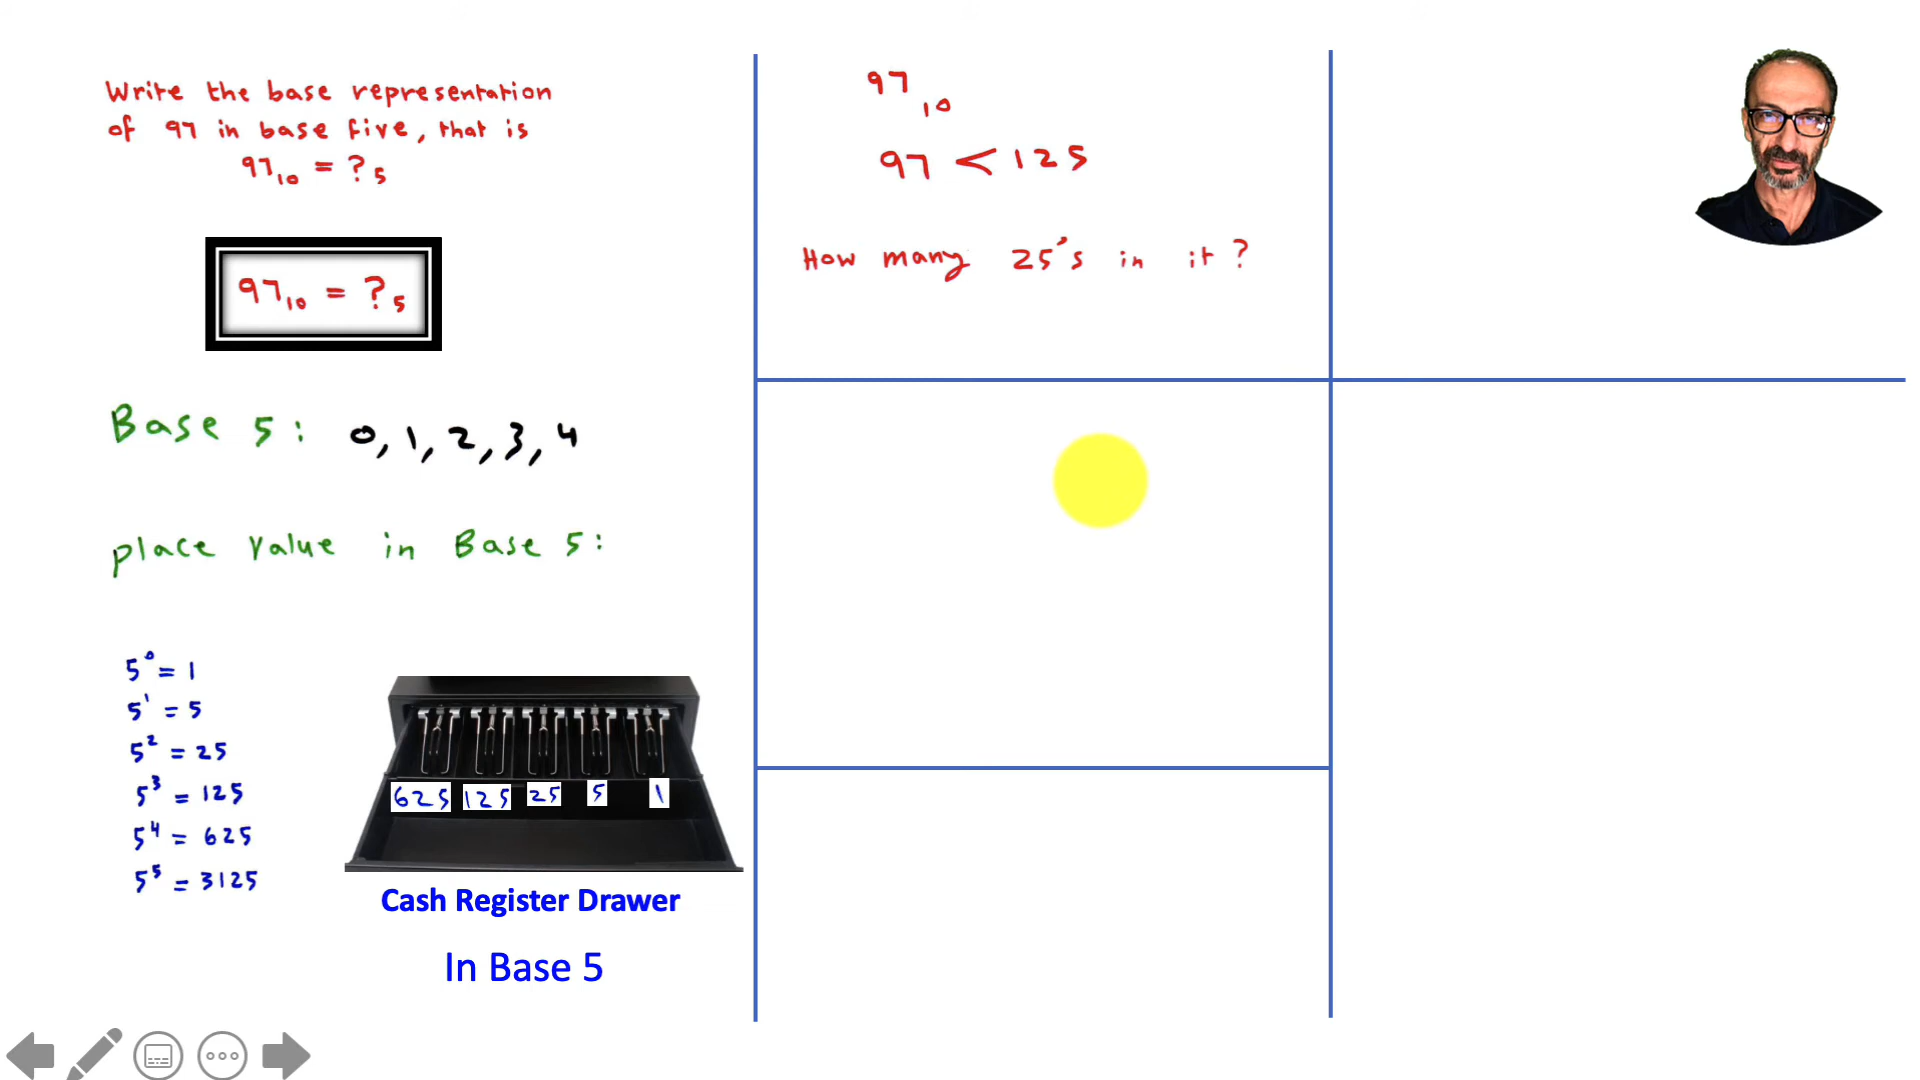 Write the base representation
of 97 in base five, that is
97₁₀ = ?₅
97₁₀ = ?₅
Base 5: 0, 1, 2, 3, 4
place value in Base 5:
5⁰ = 1
5¹ = 5
5² = 25
5³ = 125
5⁴ = 625
5⁵ = 3125
625 125 25 5 1
Cash Register Drawer
In Base 5
97₁₀
97 < 125
How many 25's in it?